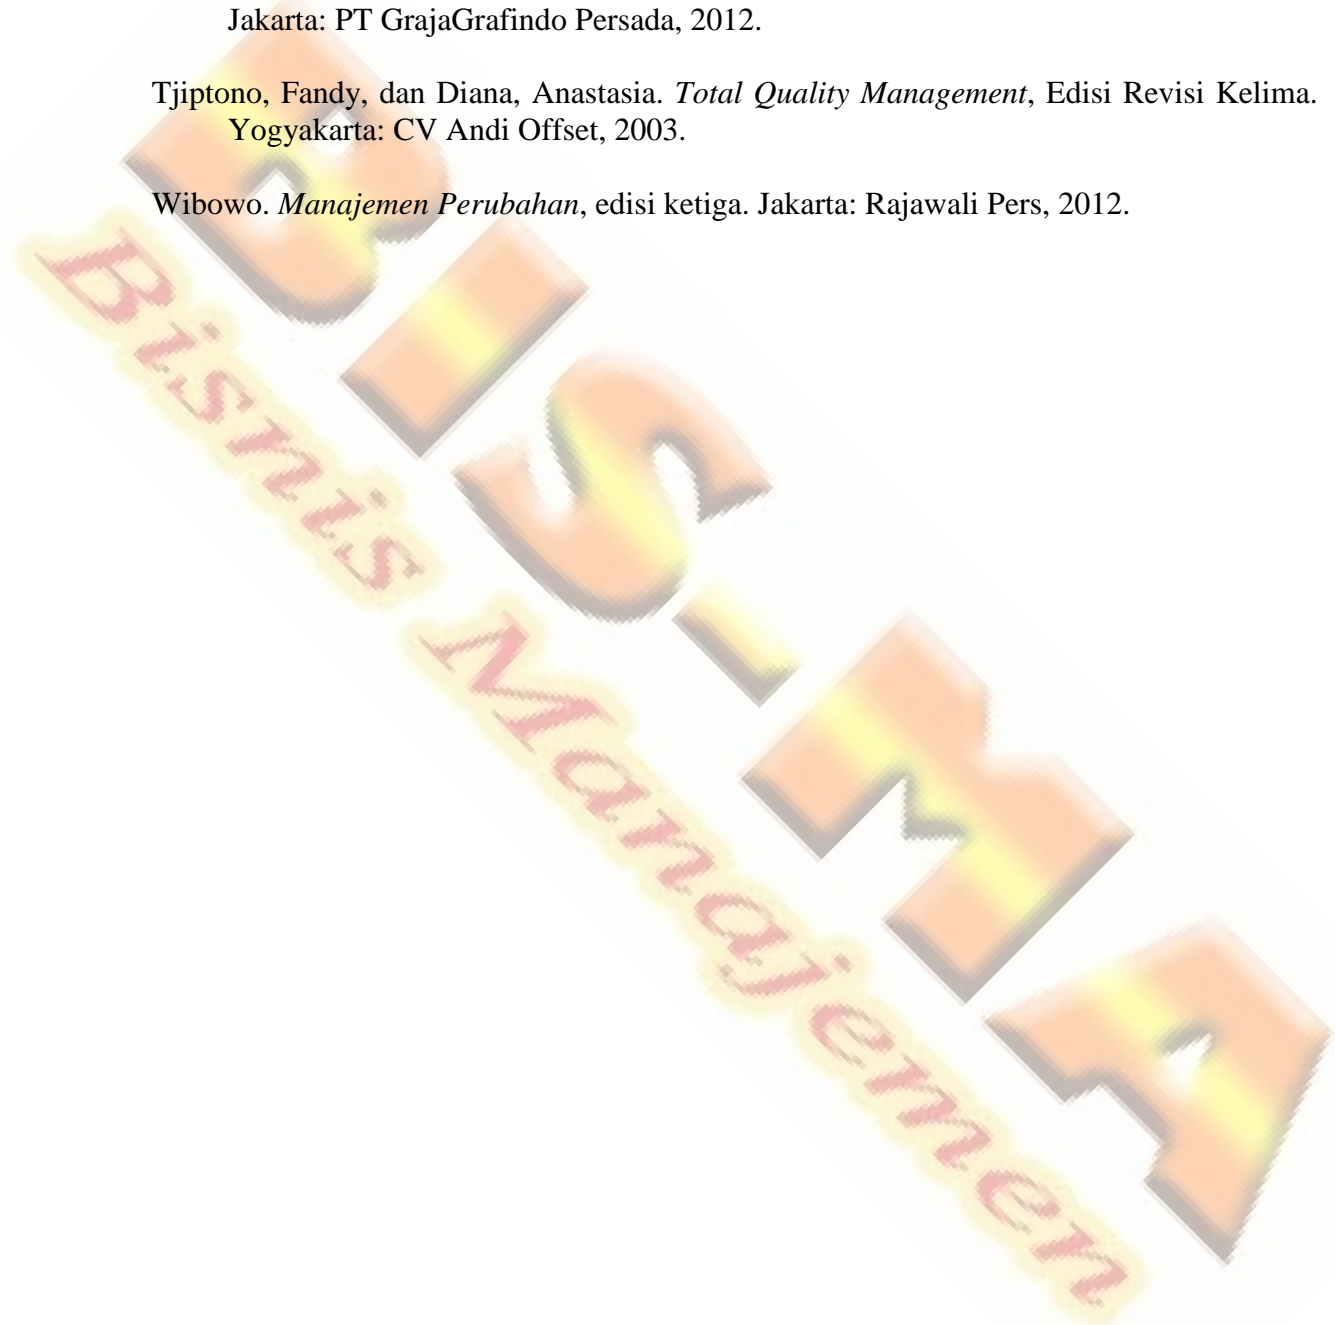 Jakarta: PT GrajaGrafindo Persada, 2012.
Tjiptono, Fandy, dan Diana, Anastasia. Total Quality Management, Edisi Revisi Kelima.
Yogyakarta: CV Andi Offset, 2003.
Wibowo. Manajemen Perubahan, edisi ketiga. Jakarta: Rajawali Pers, 2012.
BIS-MA
Bisnis Manajemen